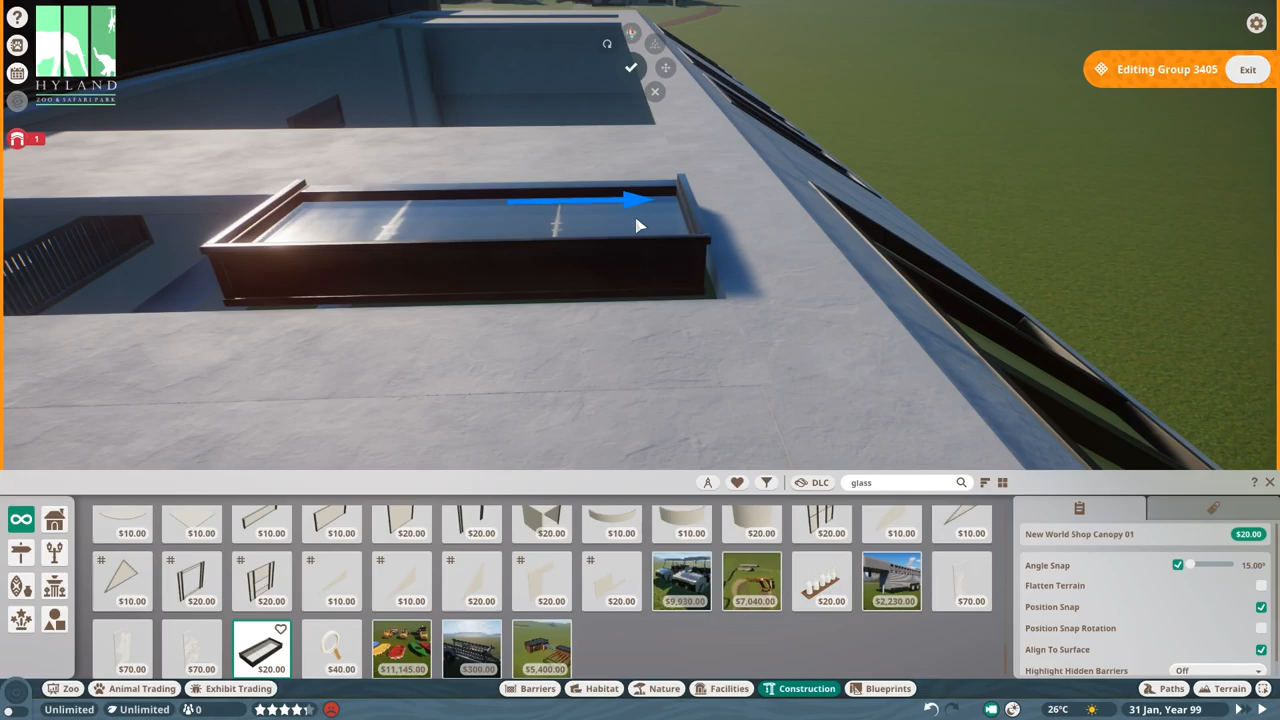 HYLAND
ZOO & SAFARI PARK
Editing Group 3405
Exit
1
DLC
glass
$10.00 $10.00 $10.00 $10.00 $20.00 $20.00 $20.00 $10.00 $10.00 $20.00 $20.00 $10.00 $10.00
$10.00 $20.00 $20.00 $10.00 $10.00 $20.00 $20.00 $20.00 $9,930.00 $7,040.00 $20.00 $2,230.00 $70.00
$70.00 $70.00 $20.00 $40.00 $11,145.00 $300.00 $5,400.00
New World Shop Canopy 01 $20.00
Angle Snap 15.00°
Flatten Terrain
Position Snap
Position Snap Rotation
Align To Surface
Highlight Hidden Barriers Off
Zoo Animal Trading Exhibit Trading Barriers Habitat Nature Facilities Construction Blueprints Paths Terrain
Unlimited Unlimited 0 26°C 31 Jan, Year 99